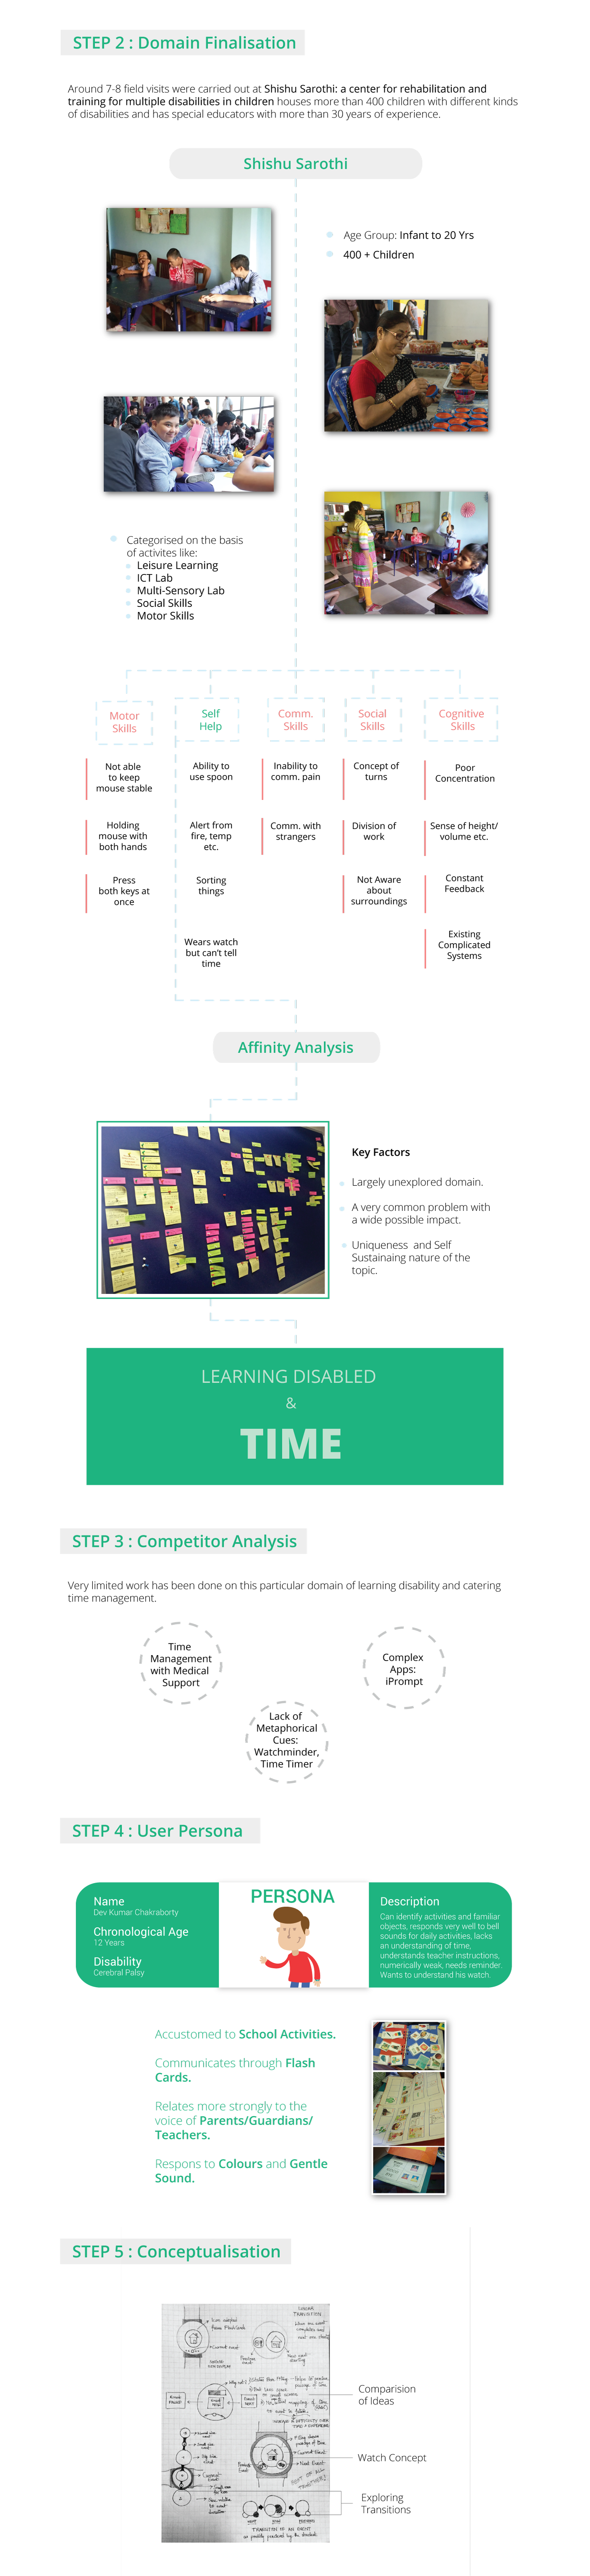 STEP 2 : Domain Finalisation
Around 7-8 field visits were carried out at Shishu Sarothi: a center for rehabilitation and
training for multiple disabilities in children houses more than 400 children with different kinds
of disabilities and has special educators with more than 30 years of experience.
Shishu Sarothi
Age Group: Infant to 20 Yrs
400 + Children
Categorised on the basis
of activites like:
Leisure Learning
ICT Lab
Multi-Sensory Lab
Social Skills
Motor Skills
Motor
Skills
Not able
to keep
mouse stable
Holding
mouse with
both hands
Press
both keys at
once
Self
Help
Ability to
use spoon
Alert from
fire, temp
etc.
Sorting
things
Wears watch
but can't tell
time
Comm.
Skills
Inability to
comm. pain
Comm. with
strangers
Social
Skills
Concept of
turns
Division of
work
Not Aware
about
surroundings
Cognitive
Skills
Poor
Concentration
Sense of height/
volume etc.
Constant
Feedback
Existing
Complicated
Systems
Affinity Analysis
Key Factors
Largely unexplored domain.
A very common problem with
a wide possible impact.
Uniqueness and Self
Sustainaing nature of the
topic.
LEARNING DISABLED
&
TIME
STEP 3 : Competitor Analysis
Very limited work has been done on this particular domain of learning disability and catering
time management.
Time
Management
with Medical
Support
Complex
Apps:
iPrompt
Lack of
Metaphorical
Cues:
Watchminder,
Time Timer
STEP 4 : User Persona
Name
Dev Kumar Chakraborty
Chronological Age
12 Years
Disability
Cerebral Palsy
PERSONA
Description
Can identify activities and familiar
objects, responds very well to bell
sounds for daily activities, lacks
an understanding of time,
understands teacher instructions,
numerically weak, needs reminder.
Wants to understand his watch.
Accustomed to School Activities.
Communicates through Flash
Cards.
Relates more strongly to the
voice of Parents/Guardians/
Teachers.
Respons to Colours and Gentle
Sound.
STEP 5 : Conceptualisation
Comparision
of Ideas
Watch Concept
Exploring
Transitions